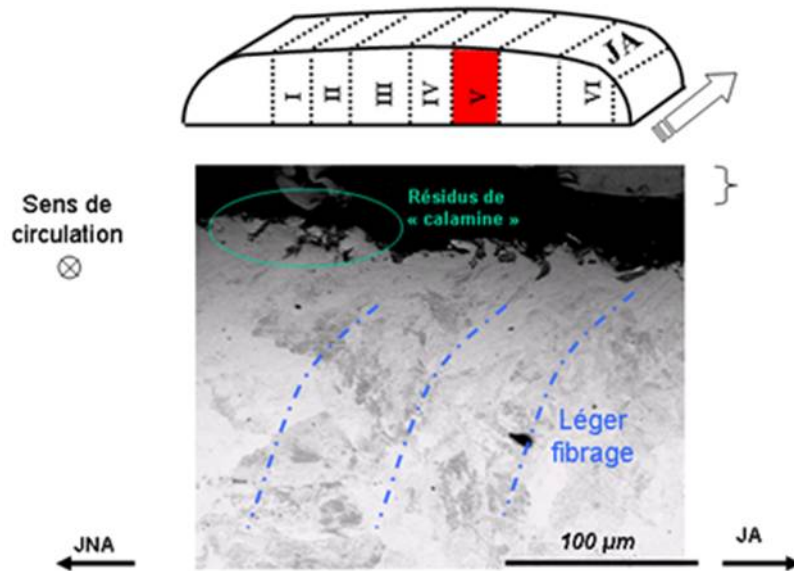 JA
I II III IV V VI
Résidus de
« calamine »
Sens de
circulation
Léger
fibrage
JNA
100 µm
JA